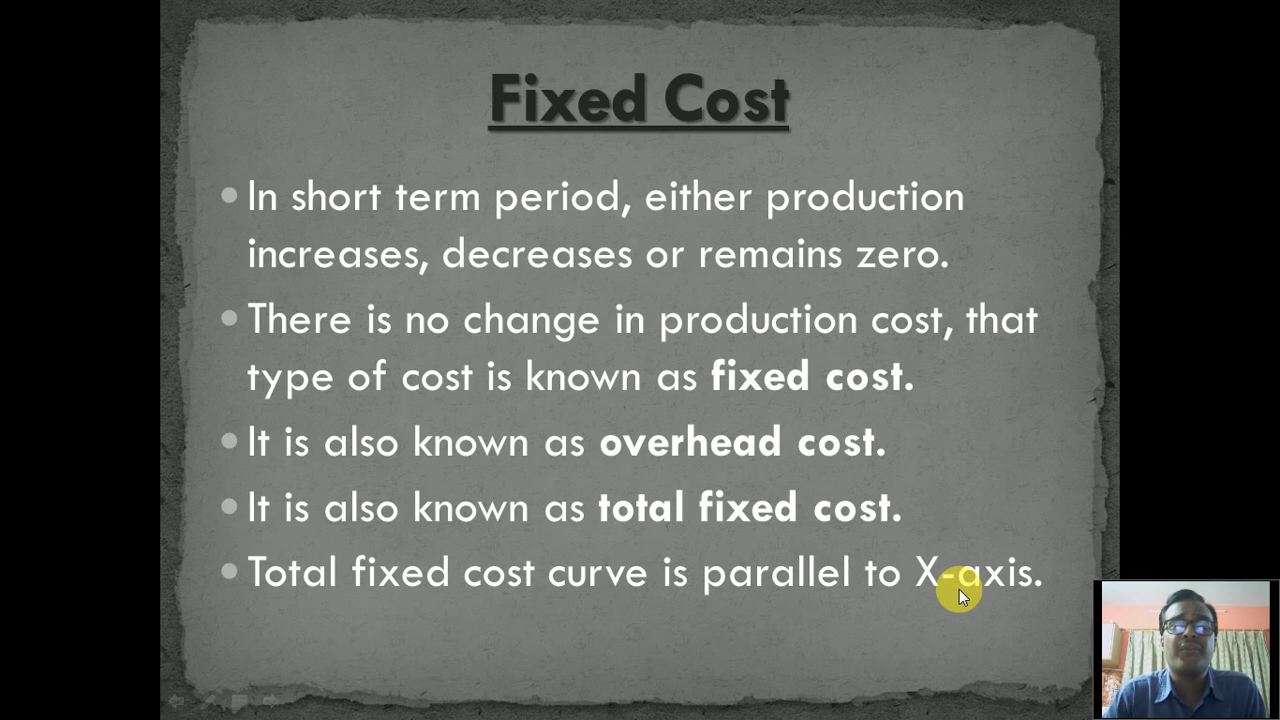 Fixed Cost
• In short term period, either production
increases, decreases or remains zero.
• There is no change in production cost, that
type of cost is known as fixed cost.
• It is also known as overhead cost.
• It is also known as total fixed cost.
• Total fixed cost curve is parallel to X-axis.